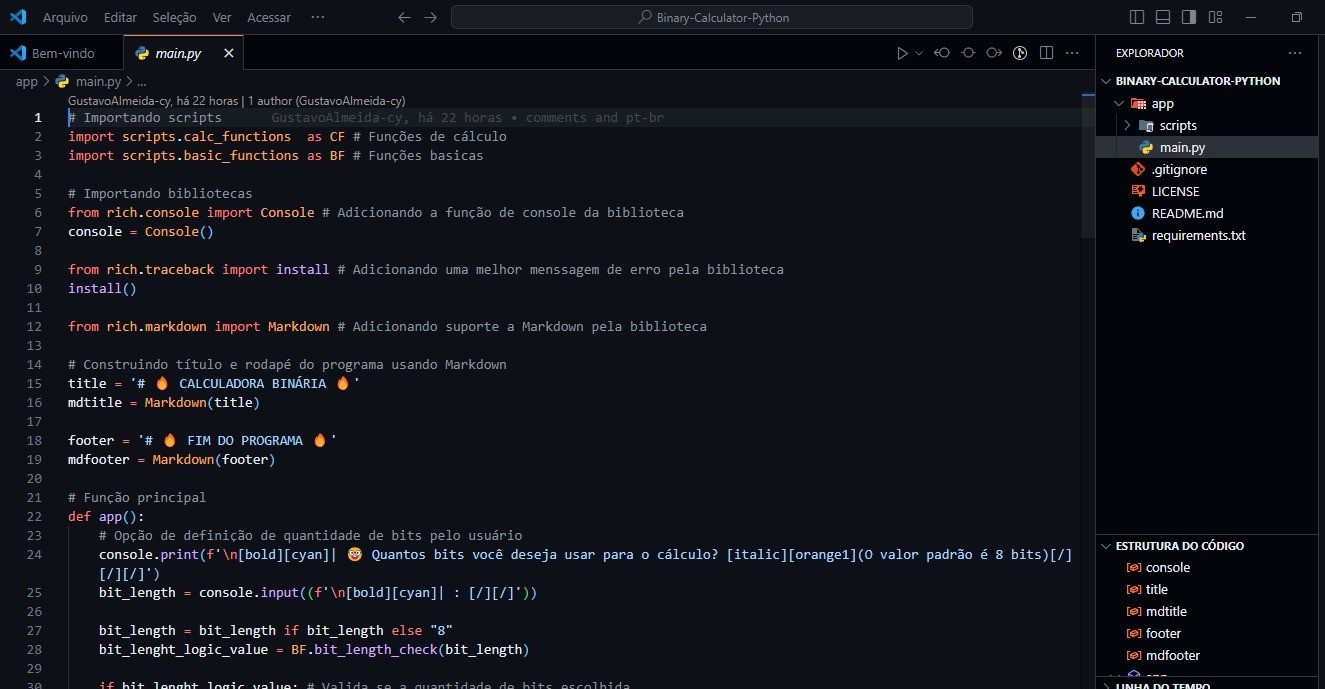 Arquivo Editar Seleção Ver Acessar ··· Binary-Calculator-Python
Bem-vindo main.py
app > main.py > ...
GustavoAlmeida-cy, há 22 horas | 1 author (GustavoAlmeida-cy)
1 # Importando scripts GustavoAlmeida-cy, há 22 horas • comments and pt-br
2 import scripts.calc_functions as CF # Funções de cálculo
3 import scripts.basic_functions as BF # Funções basicas
4
5 # Importando bibliotecas
6 from rich.console import Console # Adicionando a função de console da biblioteca
7 console = Console()
8
9 from rich.traceback import install # Adicionando uma melhor menssagem de erro pela biblioteca
10 install()
11
12 from rich.markdown import Markdown # Adicionando suporte a Markdown pela biblioteca
13
14 # Construindo título e rodapé do programa usando Markdown
15 title = '# 🔥 CALCULADORA BINÁRIA 🔥'
16 mdtitle = Markdown(title)
17
18 footer = '# 🔥 FIM DO PROGRAMA 🔥'
19 mdfooter = Markdown(footer)
20
21 # Função principal
22 def app():
23 # Opção de definição de quantidade de bits pelo usuário
24 console.print(f'\n[bold][cyan]| 🤓 Quantos bits você deseja usar para o cálculo? [italic][orange1](O valor padrão é 8 bits)[/]
[/][/]')
25 bit_length = console.input((f'\n[bold][cyan]| : [/][/]'))
26
27 bit_length = bit_length if bit_length else "8"
28 bit_lenght_logic_value = BF.bit_length_check(bit_length)
29
30 if bit_lenght_logic_value: # Valida se a quantidade de bits escolhida
EXPLORADOR
BINARY-CALCULATOR-PYTHON
app
scripts
main.py
.gitignore
LICENSE
README.md
requirements.txt
ESTRUTURA DO CÓDIGO
console
title
mdtitle
footer
mdfooter
app
LINHA DO TEMPO